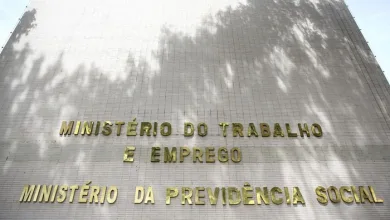 MINISTÉRIO DO TRABALHO
E EMPREGO
MINISTÉRIO DA PREVIDÊNCIA SOCIAL